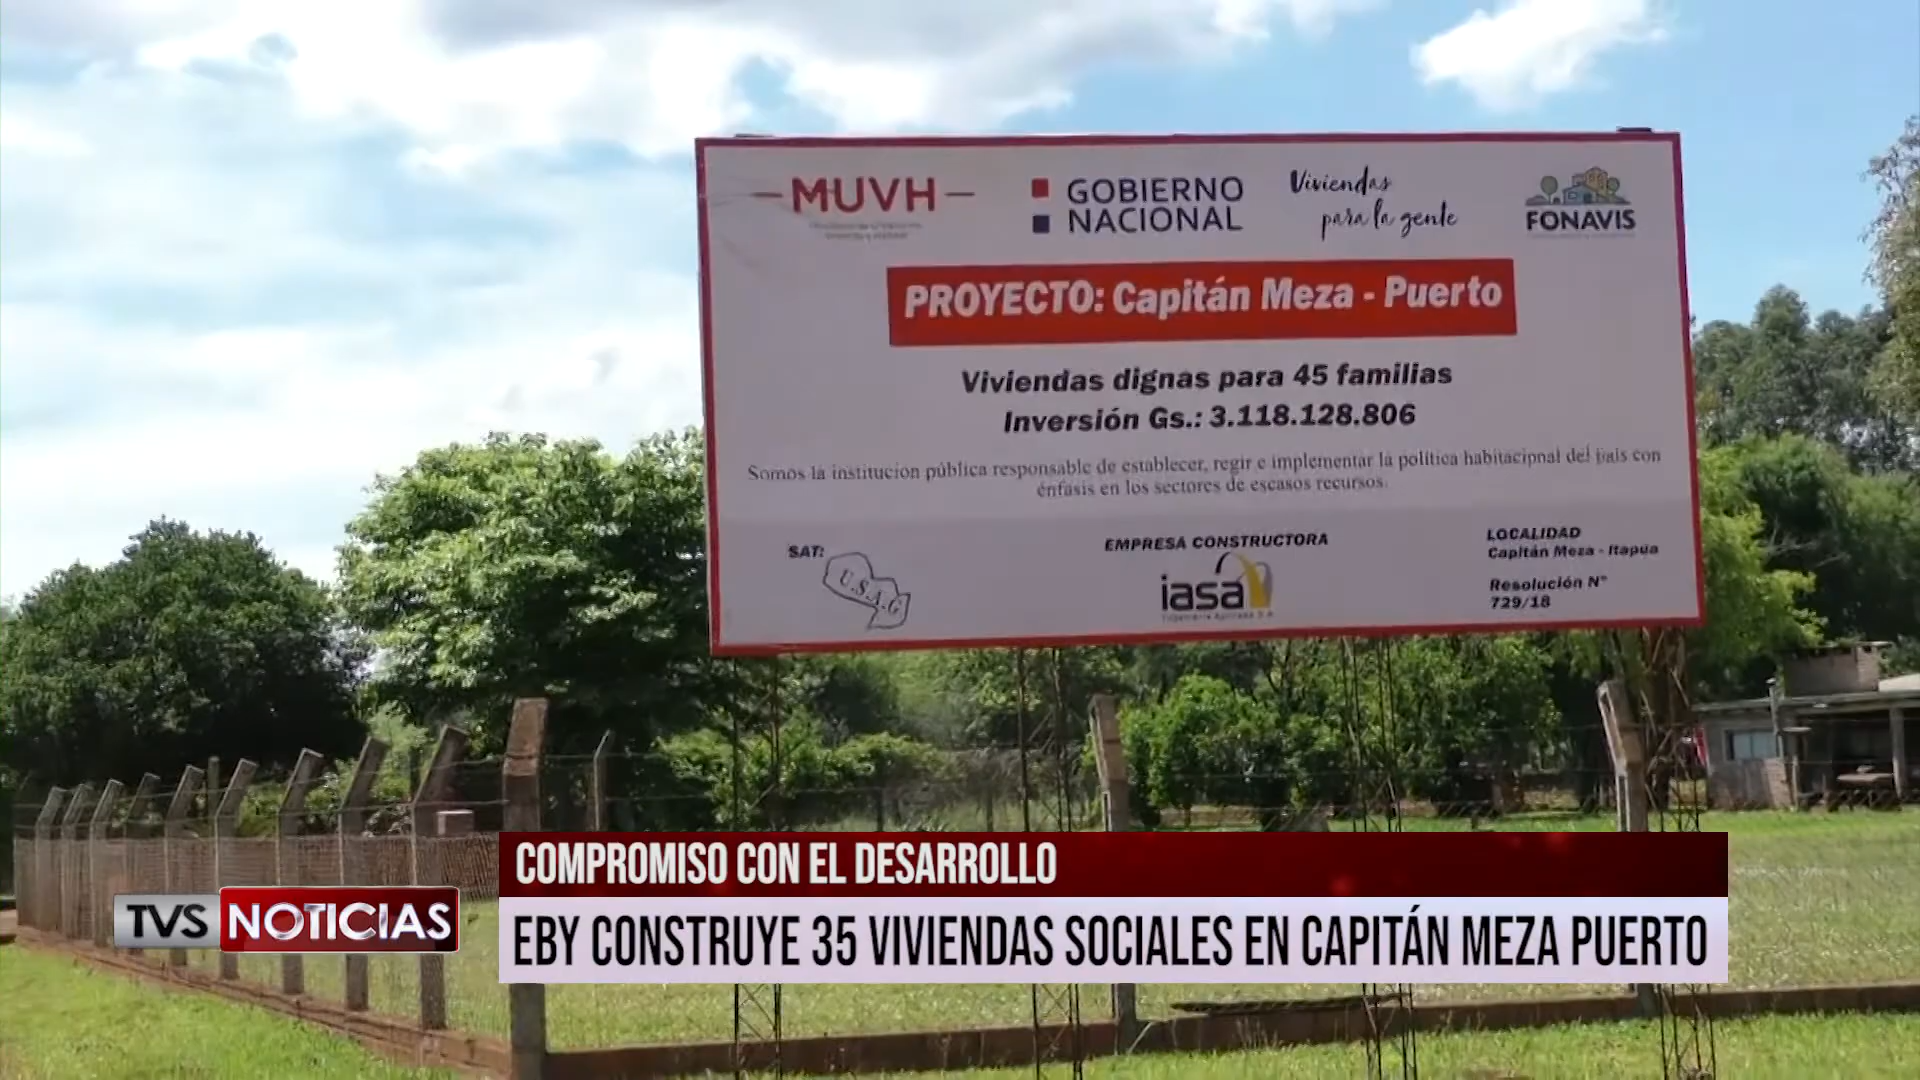 MUVH
GOBIERNO
NACIONAL
Viviendas
para la gente
FONAVIS
PROYECTO: Capitán Meza - Puerto
Viviendas dignas para 45 familias
Inversión Gs.: 3.118.128.806
Somos la institucion pública responsable de establecer, regir e implementar la política habitacipnal del pais con
énfasis en los sectores de escasos recursos.
SAT:
U.S.A.G
EMPRESA CONSTRUCTORA
iasa
LOCALIDAD
Capitán Meza - Itapúa
Resolución N°
729/18
COMPROMISO CON EL DESARROLLO
TVS NOTICIAS
EBY CONSTRUYE 35 VIVIENDAS SOCIALES EN CAPITÁN MEZA PUERTO